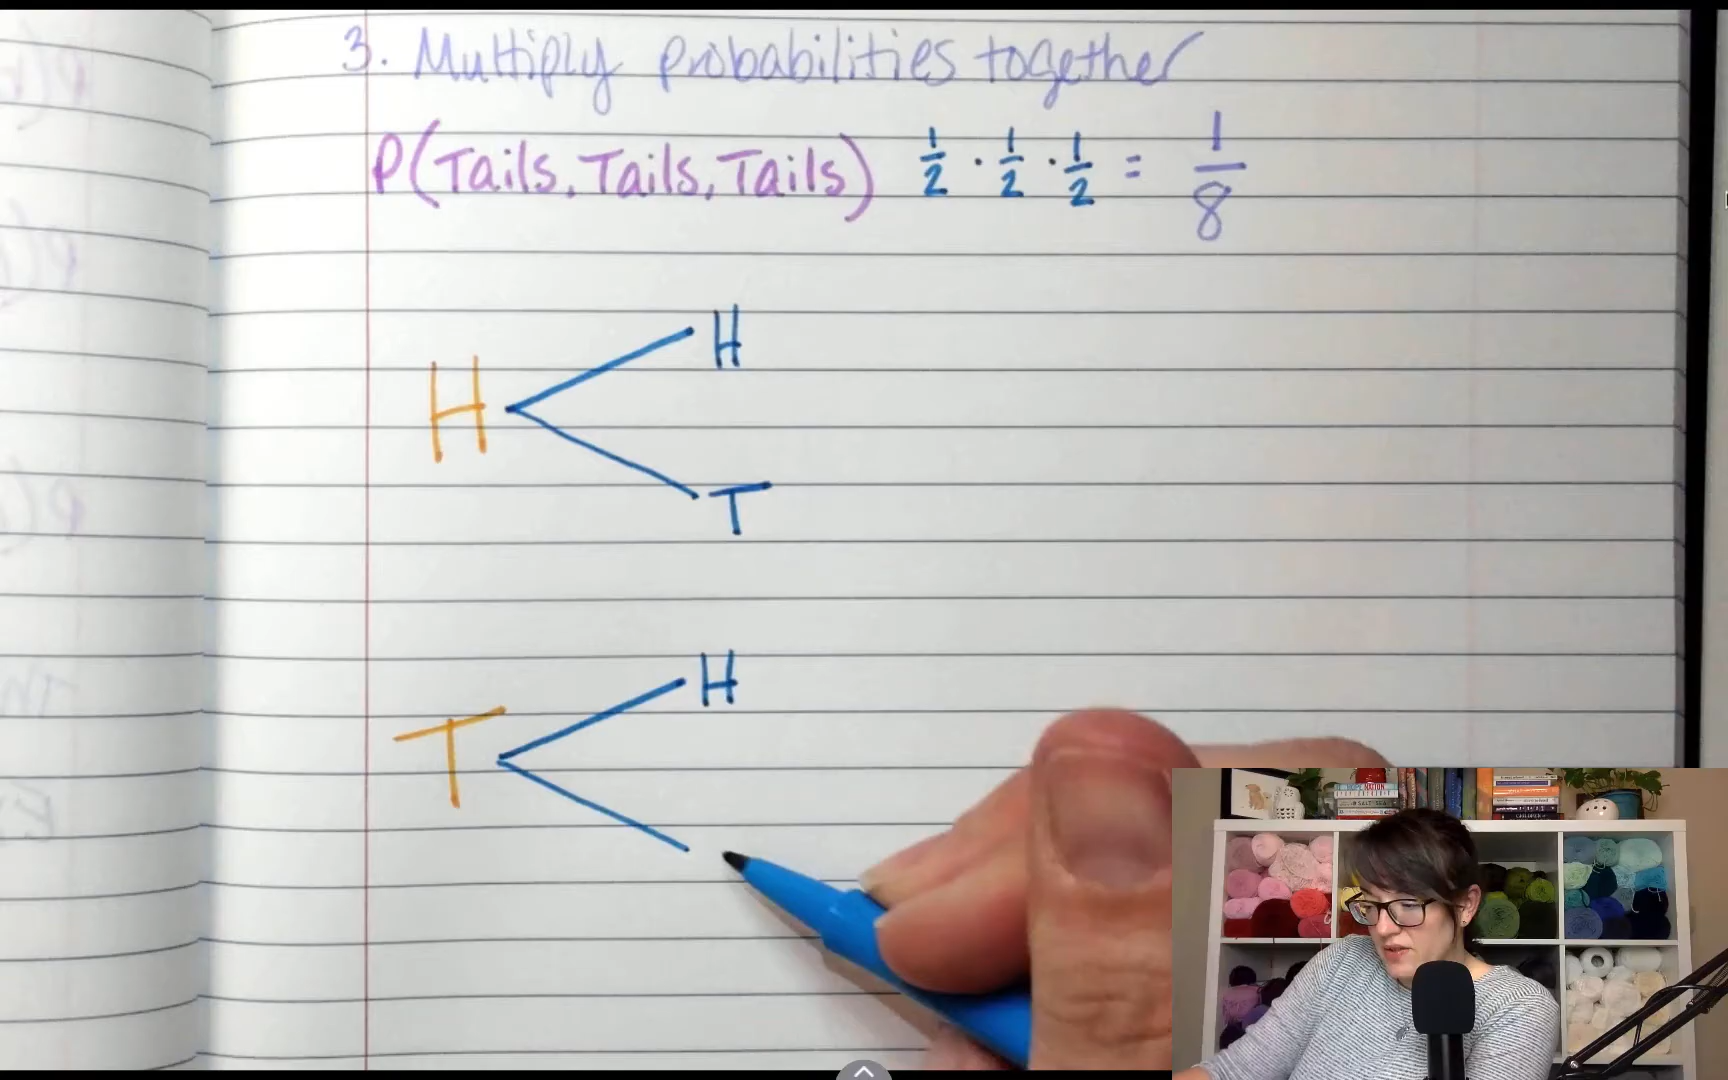 3. Multiply probabilities together
P(Tails, Tails, Tails) 1/2 · 1/2 · 1/2 = 1/8
H
H
T
H
T